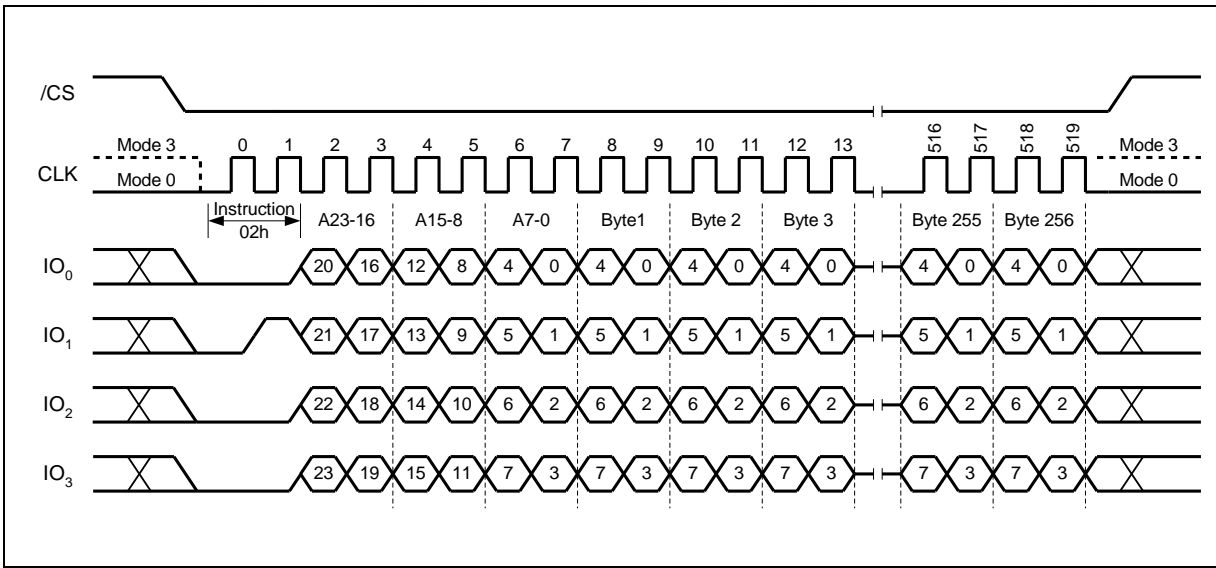 /CS
Mode 3 0 1 2 3 4 5 6 7 8 9 10 11 12 13 516 517 518 519 Mode 3
CLK
Mode 0 Mode 0
Instruction
02h
A23-16 A15-8 A7-0 Byte1 Byte 2 Byte 3 Byte 255 Byte 256
IO0 20 16 12 8 4 0 4 0 4 0 4 0 4 0 4 0
IO1 21 17 13 9 5 1 5 1 5 1 5 1 5 1 5 1
IO2 22 18 14 10 6 2 6 2 6 2 6 2 6 2 6 2
IO3 23 19 15 11 7 3 7 3 7 3 7 3 7 3 7 3